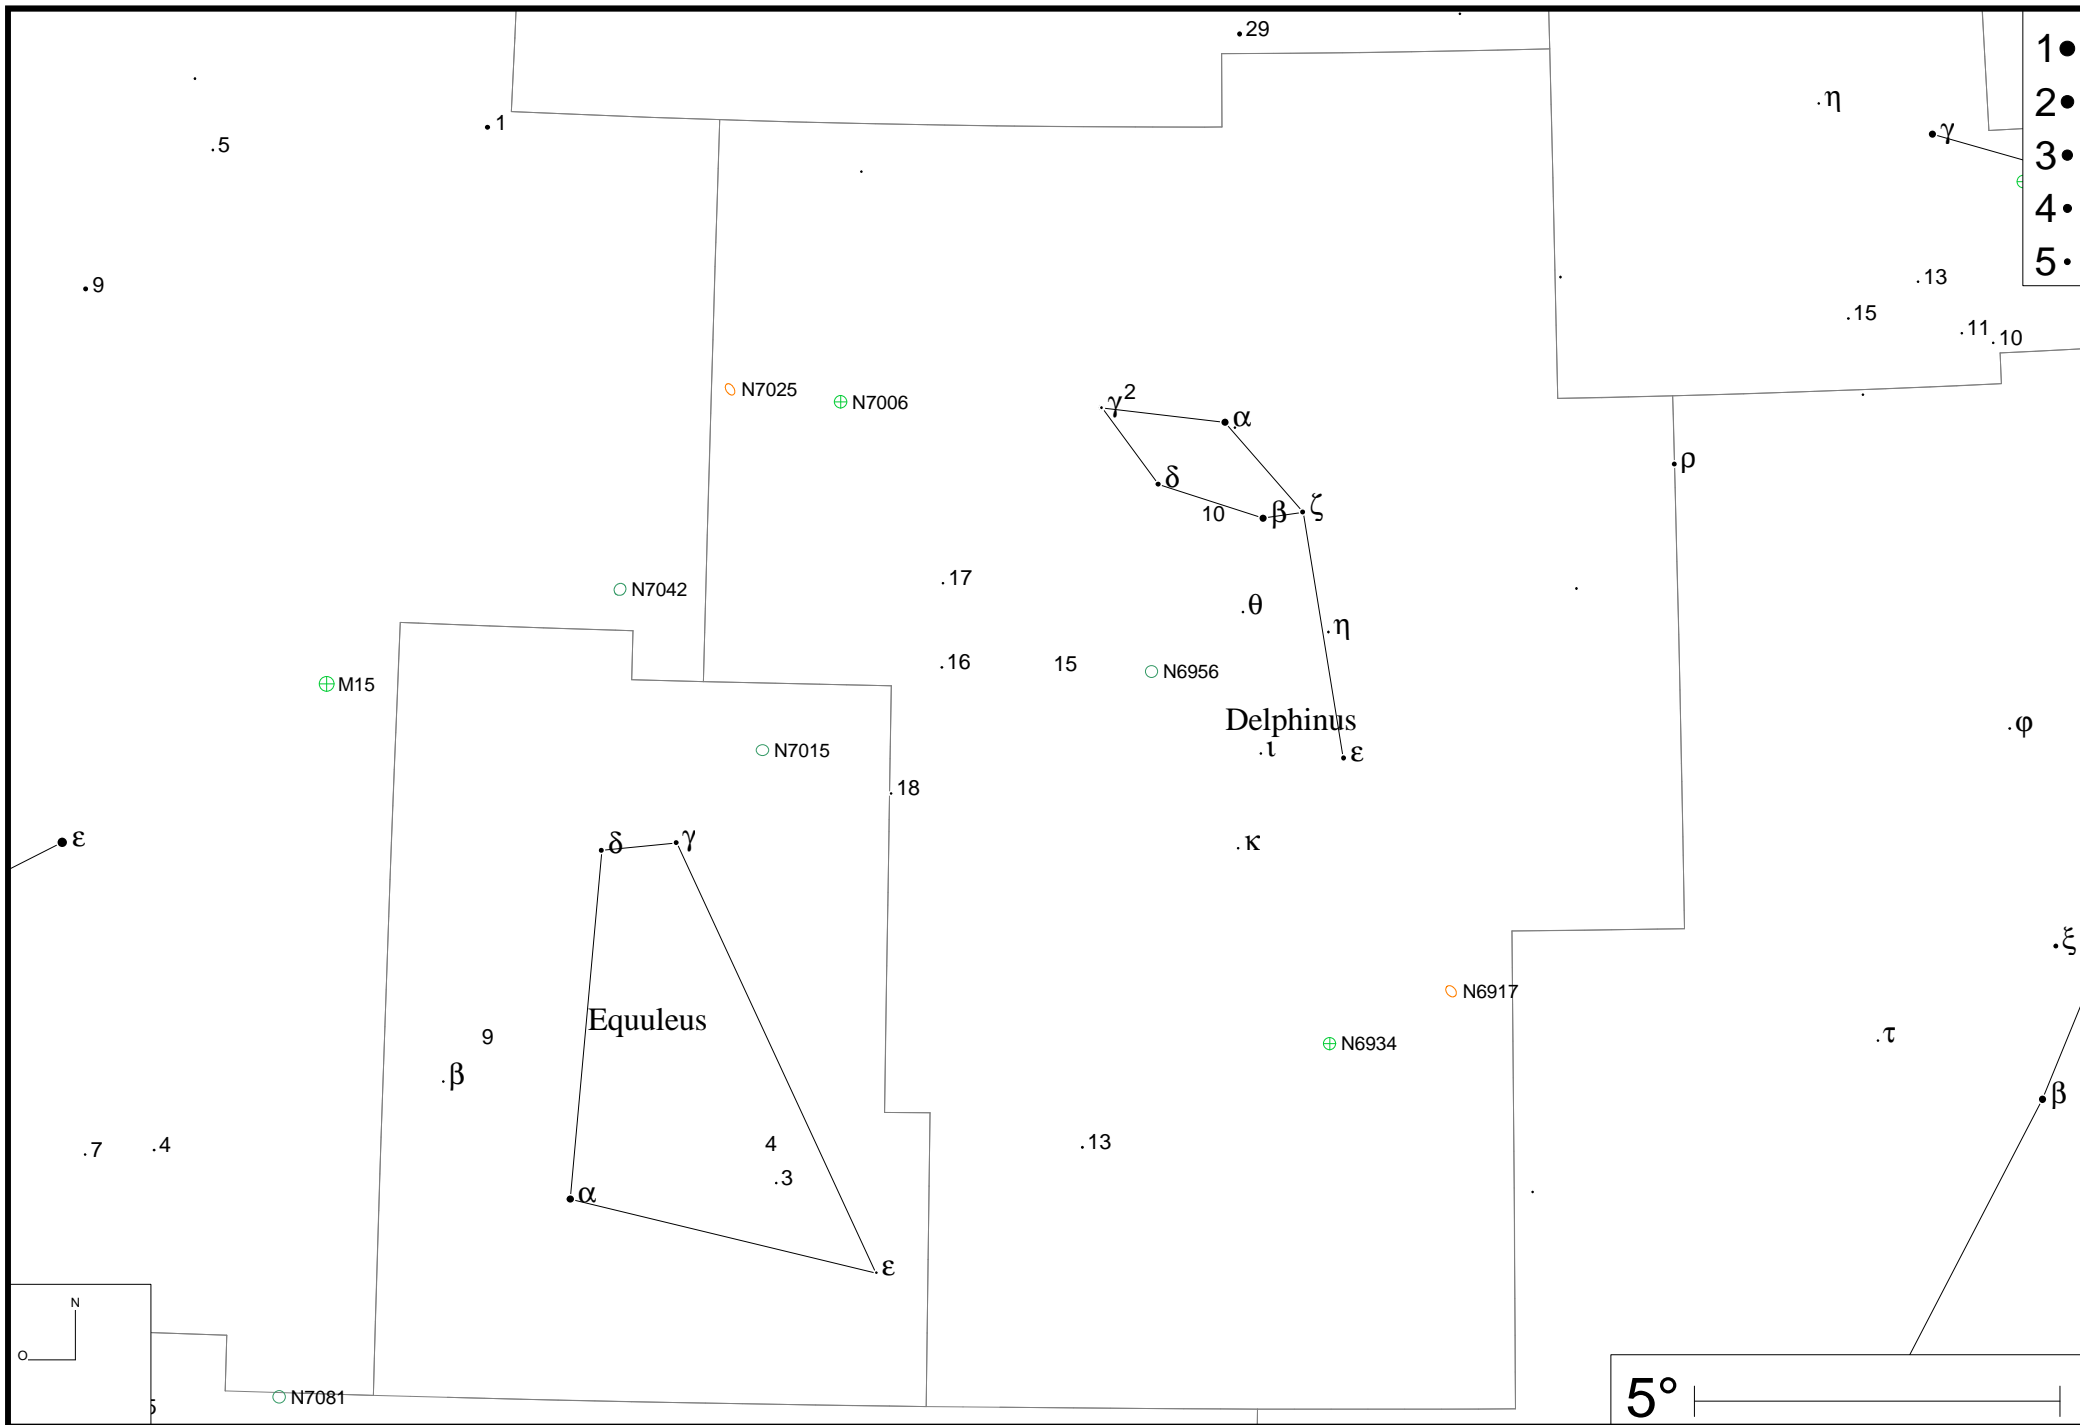 29
1
η
γ
1
2
3
4
5
5
9
13
15
11
10
N7025
N7006
γ²
α
ρ
δ
10
β
ζ
17
θ
η
N7042
16
15
N6956
M15
Delphinus
φ
N7015
ι
ε
18
ε
δ
γ
κ
ξ
N6917
Equuleus
9
N6934
τ
β
β
4
13
7
4
3
α
ε
N
O
N7081
5°